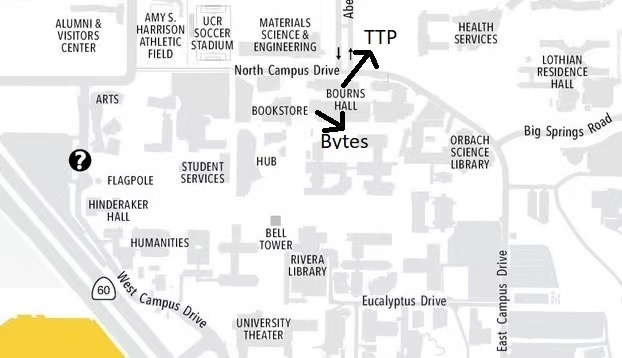 ALUMNI &
VISITORS
CENTER
AMY S.
HARRISON
ATHLETIC
FIELD
UCR
SOCCER
STADIUM
MATERIALS
SCIENCE &
ENGINEERING
Abe
TTP
HEALTH
SERVICES
LOTHIAN
RESIDENCE
HALL
North Campus Drive
ARTS
BOOKSTORE
BOURNS
HALL
Bytes
Big Springs Road
ORBACH
SCIENCE
LIBRARY
?
STUDENT
SERVICES
HUB
FLAGPOLE
HINDERAKER
HALL
HUMANITIES
BELL
TOWER
RIVERA
LIBRARY
60
West Campus Drive
Eucalyptus Drive
East Campus Drive
UNIVERSITY
THEATER